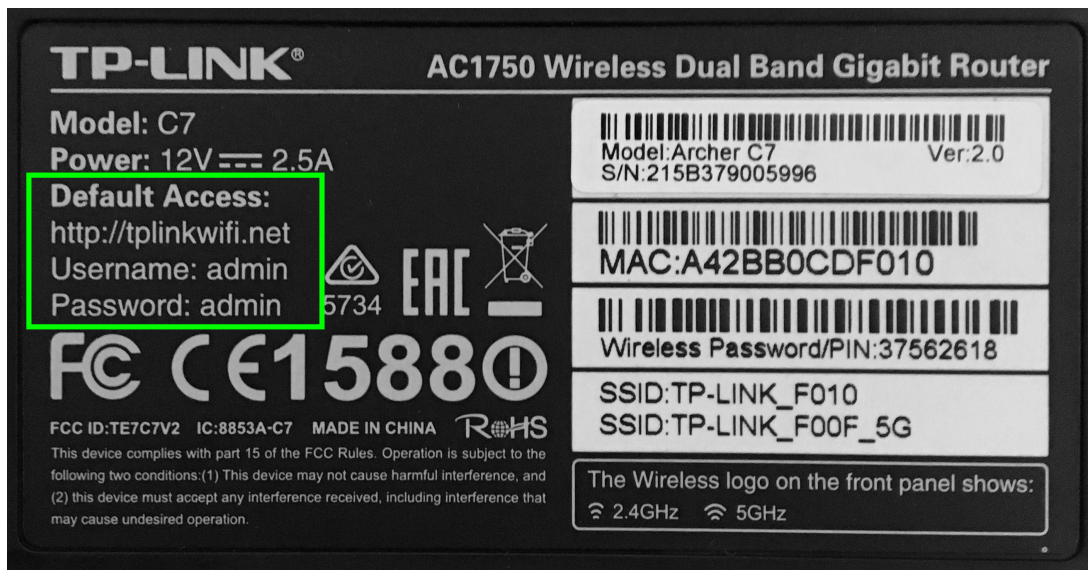 TP-LINK®
AC1750 Wireless Dual Band Gigabit Router
Model: C7
Power: 12V⎓2.5A
Default Access:
http://tplinkwifi.net
Username: admin
Password: admin
5734
EAC
FC CE1588
FCC ID:TE7C7V2 IC:8853A-C7 MADE IN CHINA RoHS
This device complies with part 15 of the FCC Rules. Operation is subject to the
following two conditions:(1) This device may not cause harmful interference, and
(2) this device must accept any interference received, including interference that
may cause undesired operation.
Model:Archer C7 Ver:2.0
S/N:215B379005996
MAC:A42BB0CDF010
Wireless Password/PIN:37562618
SSID:TP-LINK_F010
SSID:TP-LINK_F00F_5G
The Wireless logo on the front panel shows:
2.4GHz 5GHz